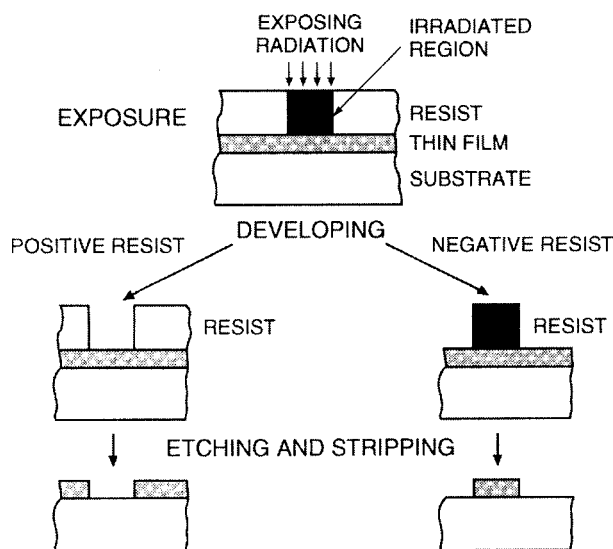 EXPOSING
RADIATION
IRRADIATED
REGION
EXPOSURE
RESIST
THIN FILM
SUBSTRATE
DEVELOPING
POSITIVE RESIST
NEGATIVE RESIST
RESIST
RESIST
ETCHING AND STRIPPING